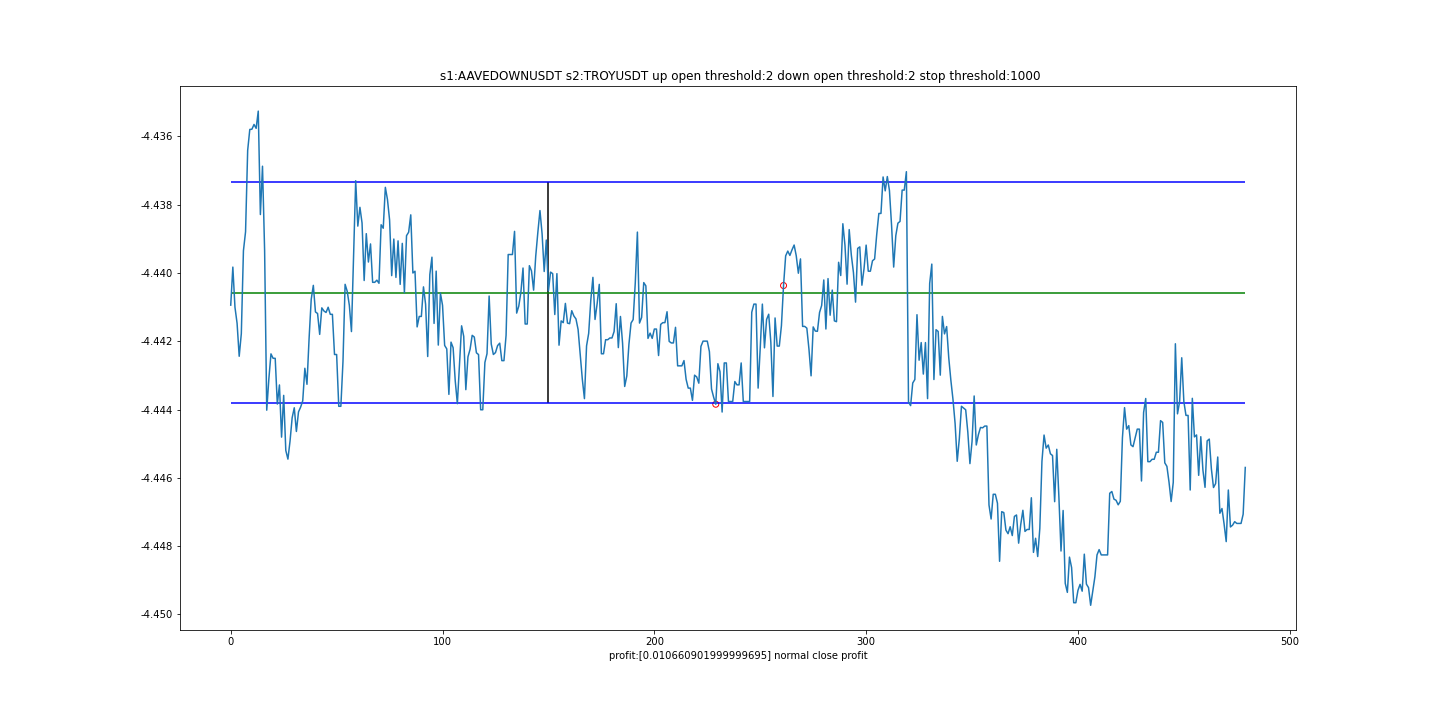 s1:AAVEDOWNUSDT s2:TROYUSDT up open threshold:2 down open threshold:2 stop threshold:1000
-4.436
-4.438
-4.440
-4.442
-4.444
-4.446
-4.448
-4.450
0 100 200 300 400 500
profit:[0.010660901999999695] normal close profit